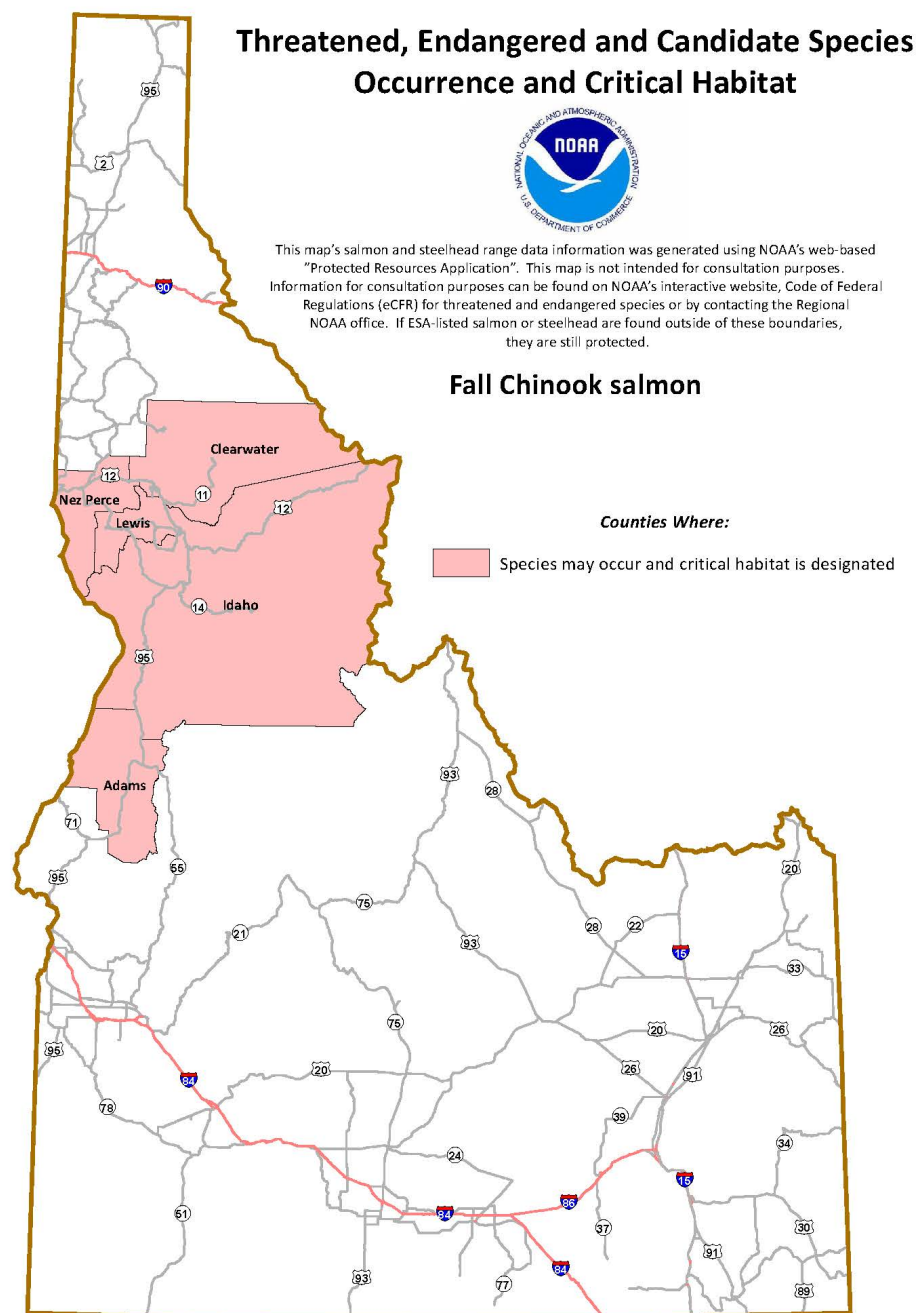 Threatened, Endangered and Candidate Species
Occurrence and Critical Habitat
NATIONAL OCEANIC AND ATMOSPHERIC ADMINISTRATION
NOAA
U.S. DEPARTMENT OF COMMERCE
This map's salmon and steelhead range data information was generated using NOAA's web-based
"Protected Resources Application". This map is not intended for consultation purposes.
Information for consultation purposes can be found on NOAA's interactive website, Code of Federal
Regulations (eCFR) for threatened and endangered species or by contacting the Regional
NOAA office. If ESA-listed salmon or steelhead are found outside of these boundaries,
they are still protected.
Fall Chinook salmon
Counties Where:
Species may occur and critical habitat is designated
95
2
90
Clearwater
12
11
Nez Perce
12
Lewis
14
Idaho
95
93
28
Adams
71
55
20
95
75
28
22
21
93
15
33
75
20
26
95
20
26
91
84
78
39
34
24
15
86
51
84
37
30
91
84
93
77
89